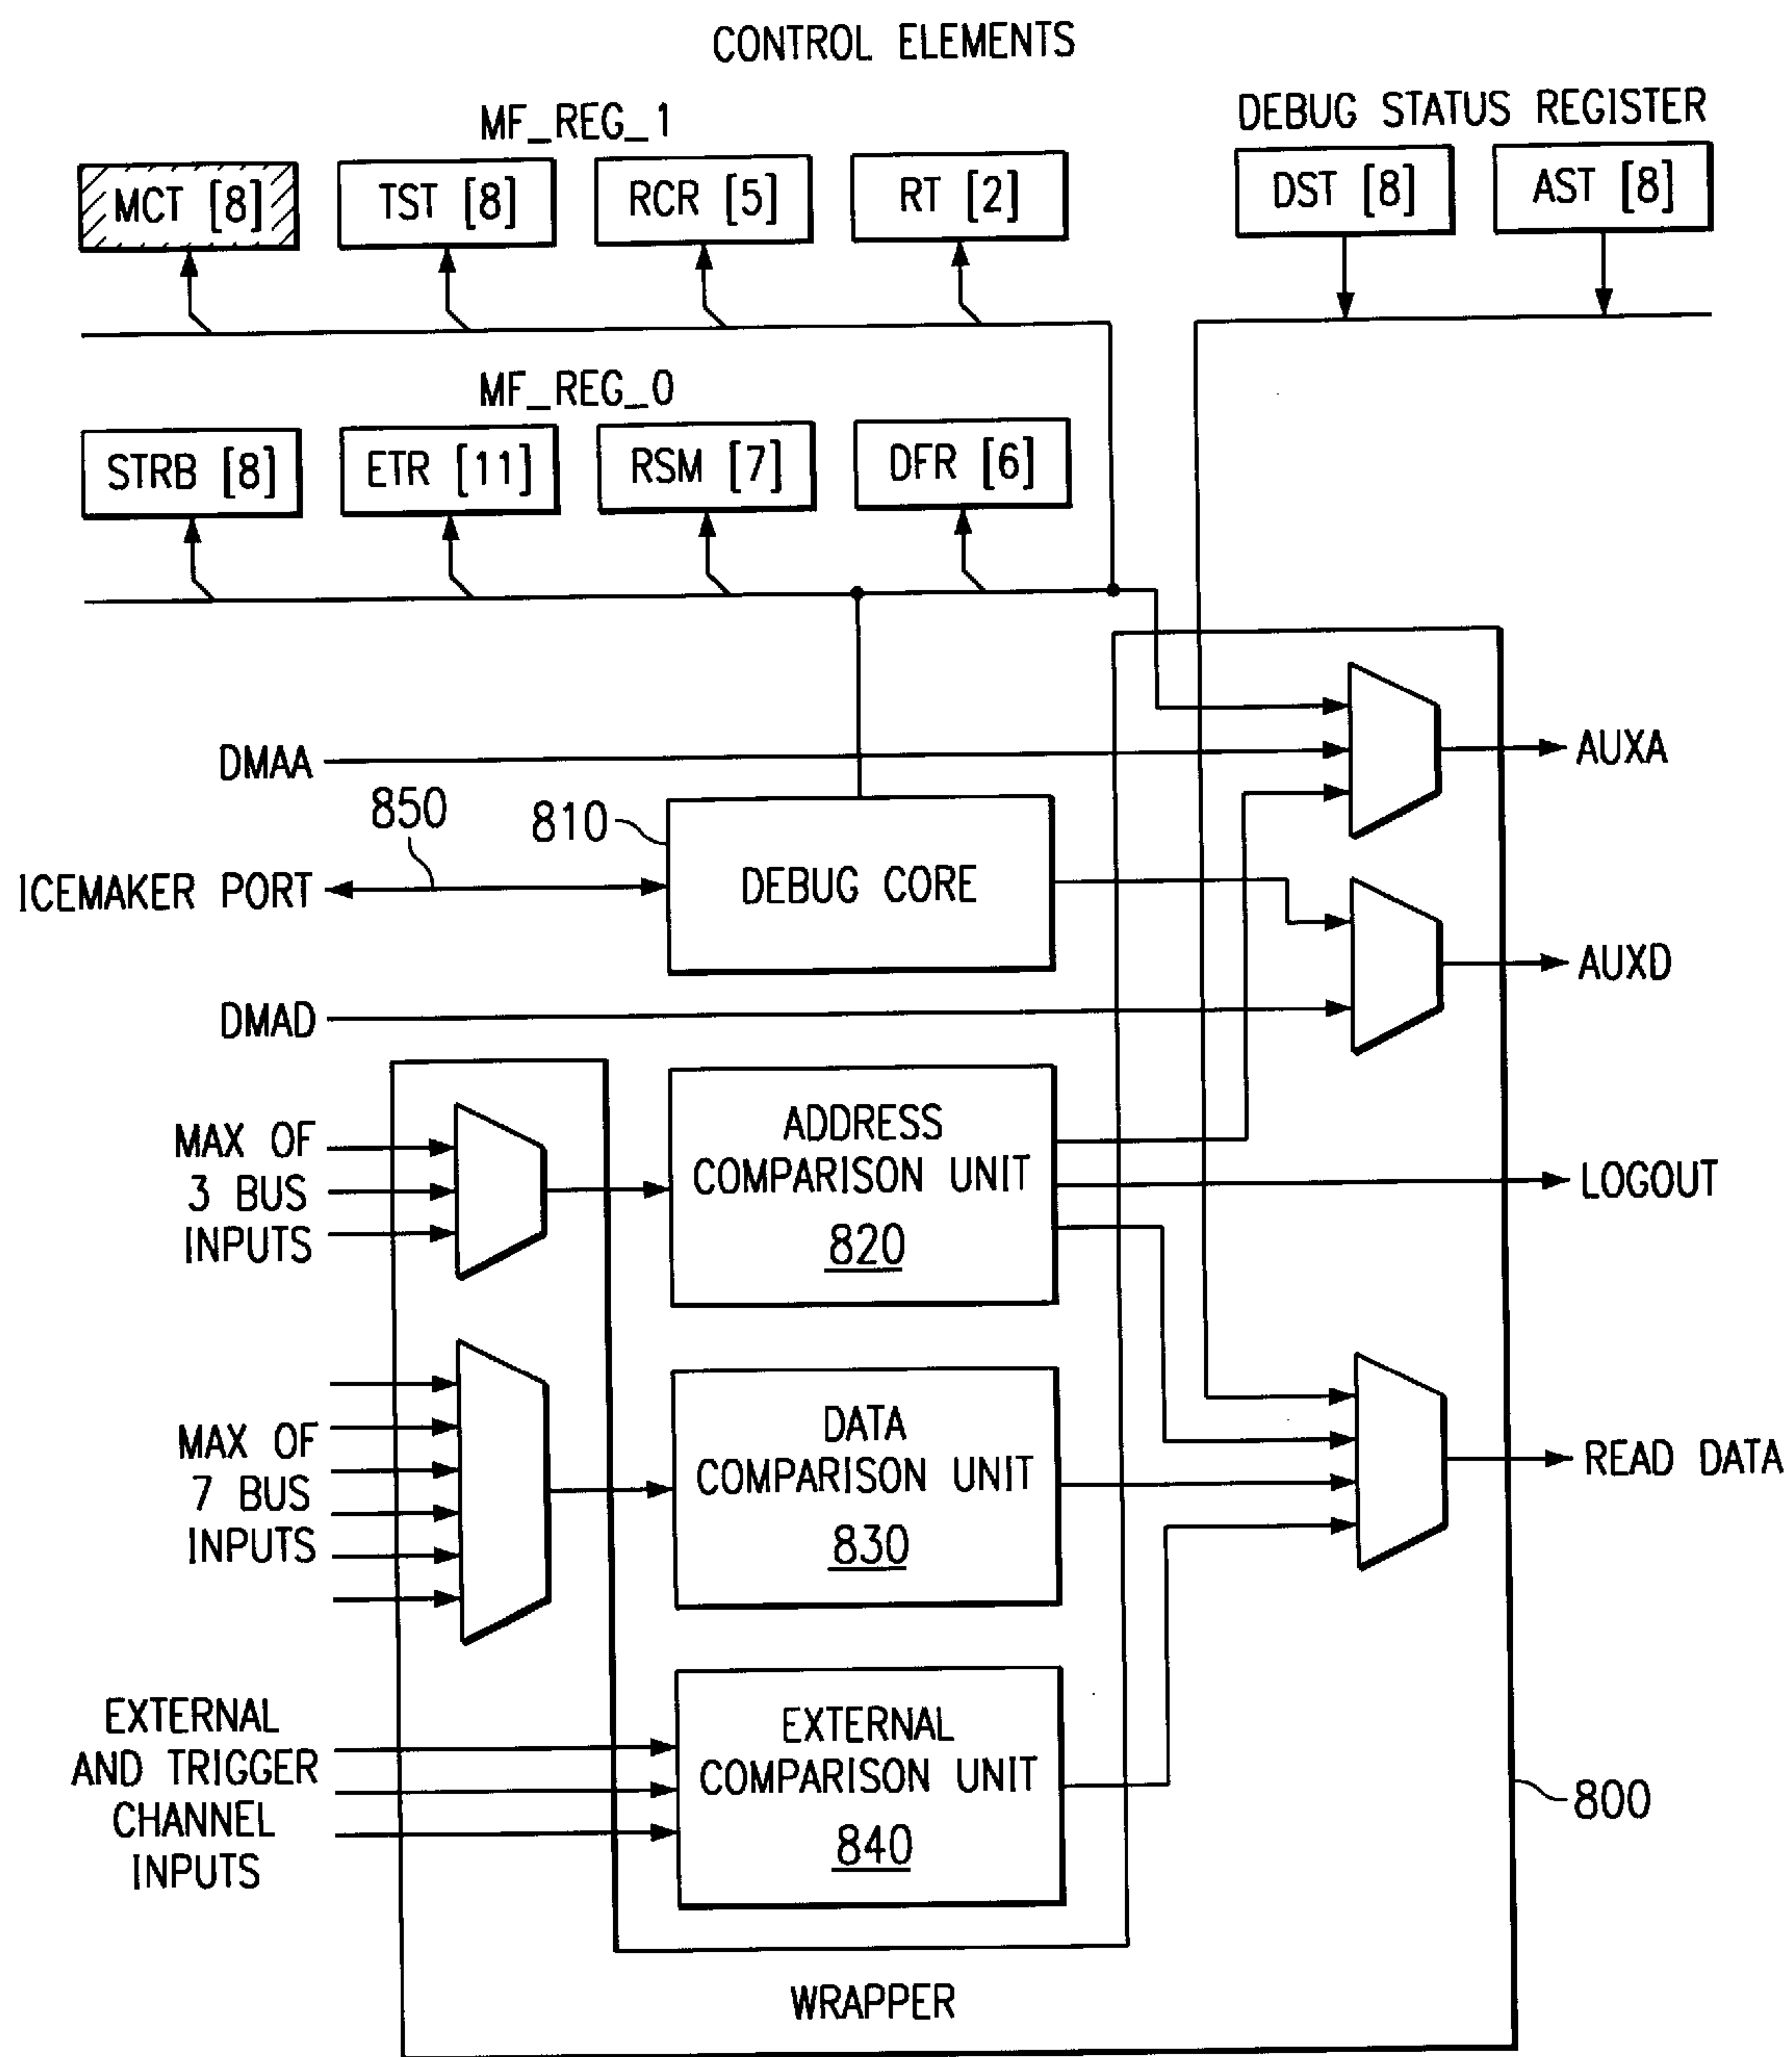 CONTROL ELEMENTS
MF_REG_1
DEBUG STATUS REGISTER
MCT [8]
TST [8]
RCR [5]
RT [2]
DST [8]
AST [8]
MF_REG_0
STRB [8]
ETR [11]
RSM [7]
DFR [6]
DMAA
AUXA
850
810
ICEMAKER PORT
DEBUG CORE
AUXD
DMAD
MAX OF
3 BUS
INPUTS
ADDRESS
COMPARISON UNIT
820
LOGOUT
MAX OF
7 BUS
INPUTS
DATA
COMPARISON UNIT
830
READ DATA
EXTERNAL
AND TRIGGER
CHANNEL
INPUTS
EXTERNAL
COMPARISON UNIT
840
800
WRAPPER